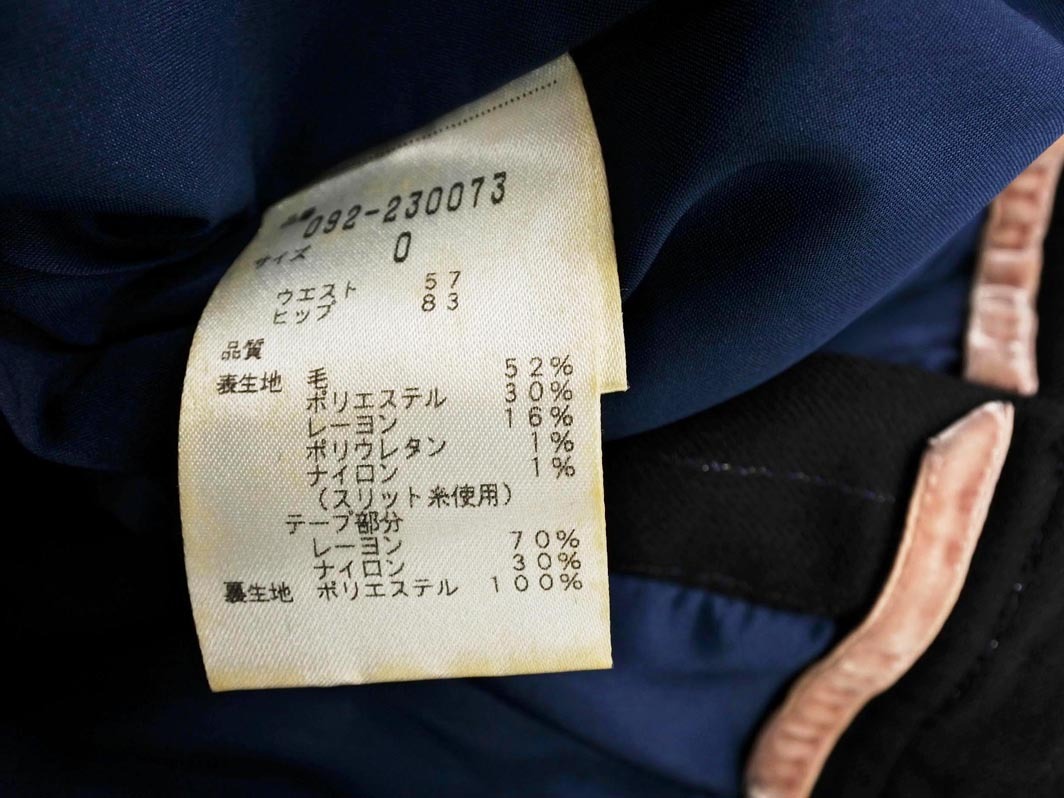 品番 092-230073
サイズ 0
ウエスト 57
ヒップ 83
品質
表生地 毛 52%
ポリエステル 30%
レーヨン 16%
ポリウレタン 1%
ナイロン 1%
(スリット糸使用)
テープ部分
レーヨン 70%
ナイロン 30%
裏生地 ポリエステル 100%